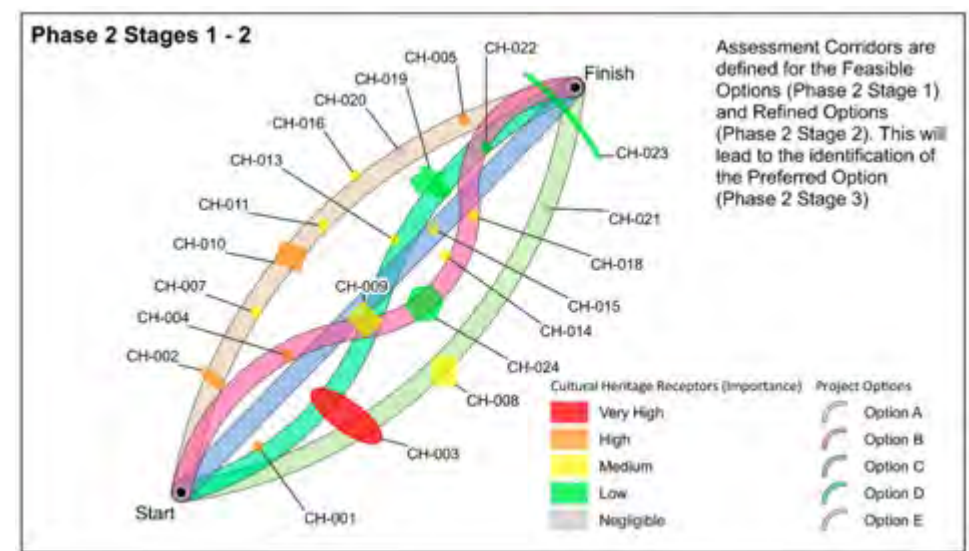 Phase 2 Stages 1 - 2
CH-005
CH-022
CH-019
Finish
CH-020
CH-016
CH-013
CH-023
CH-011
CH-021
CH-010
CH-018
CH-009
CH-007
CH-015
CH-004
CH-014
CH-002
CH-024
CH-008
CH-003
Start
CH-001
Assessment Corridors are
defined for the Feasible
Options (Phase 2 Stage 1)
and Refined Options
(Phase 2 Stage 2). This will
lead to the identification of
the Preferred Option
(Phase 2 Stage 3)
Cultural Heritage Receptors (Importance)
Very High
High
Medium
Low
Negligible
Project Options
Option A
Option B
Option C
Option D
Option E